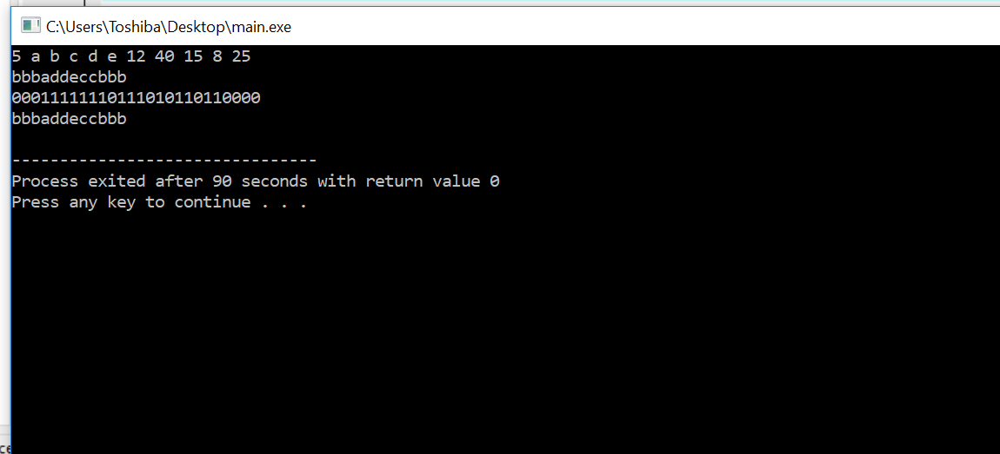 C:\Users\Toshiba\Desktop\main.exe
5 a b c d e 12 40 15 8 25
bbbaddeccbbb
00011111110111010110110000
bbbaddeccbbb
--------------------------------
Process exited after 90 seconds with return value 0
Press any key to continue . . .